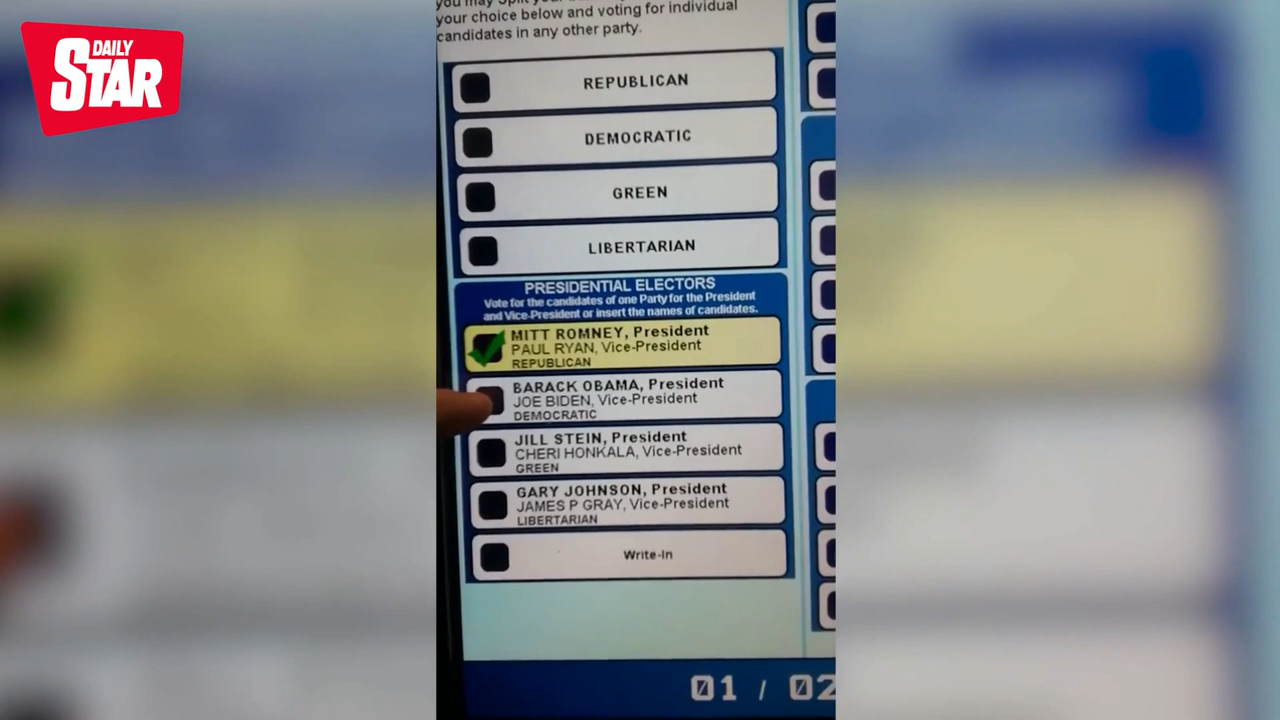 DAILY
STAR
you may
your choice below and voting for individual
candidates in any other party.
REPUBLICAN
DEMOCRATIC
GREEN
LIBERTARIAN
PRESIDENTIAL ELECTORS
Vote for the candidates of one Party for the President
and Vice-President or insert the names of candidates.
MITT ROMNEY, President
PAUL RYAN, Vice-President
REPUBLICAN
BARACK OBAMA, President
JOE BIDEN, Vice-President
DEMOCRATIC
JILL STEIN, President
CHERI HONKALA, Vice-President
GREEN
GARY JOHNSON, President
JAMES P GRAY, Vice-President
LIBERTARIAN
Write-In
01 / 02